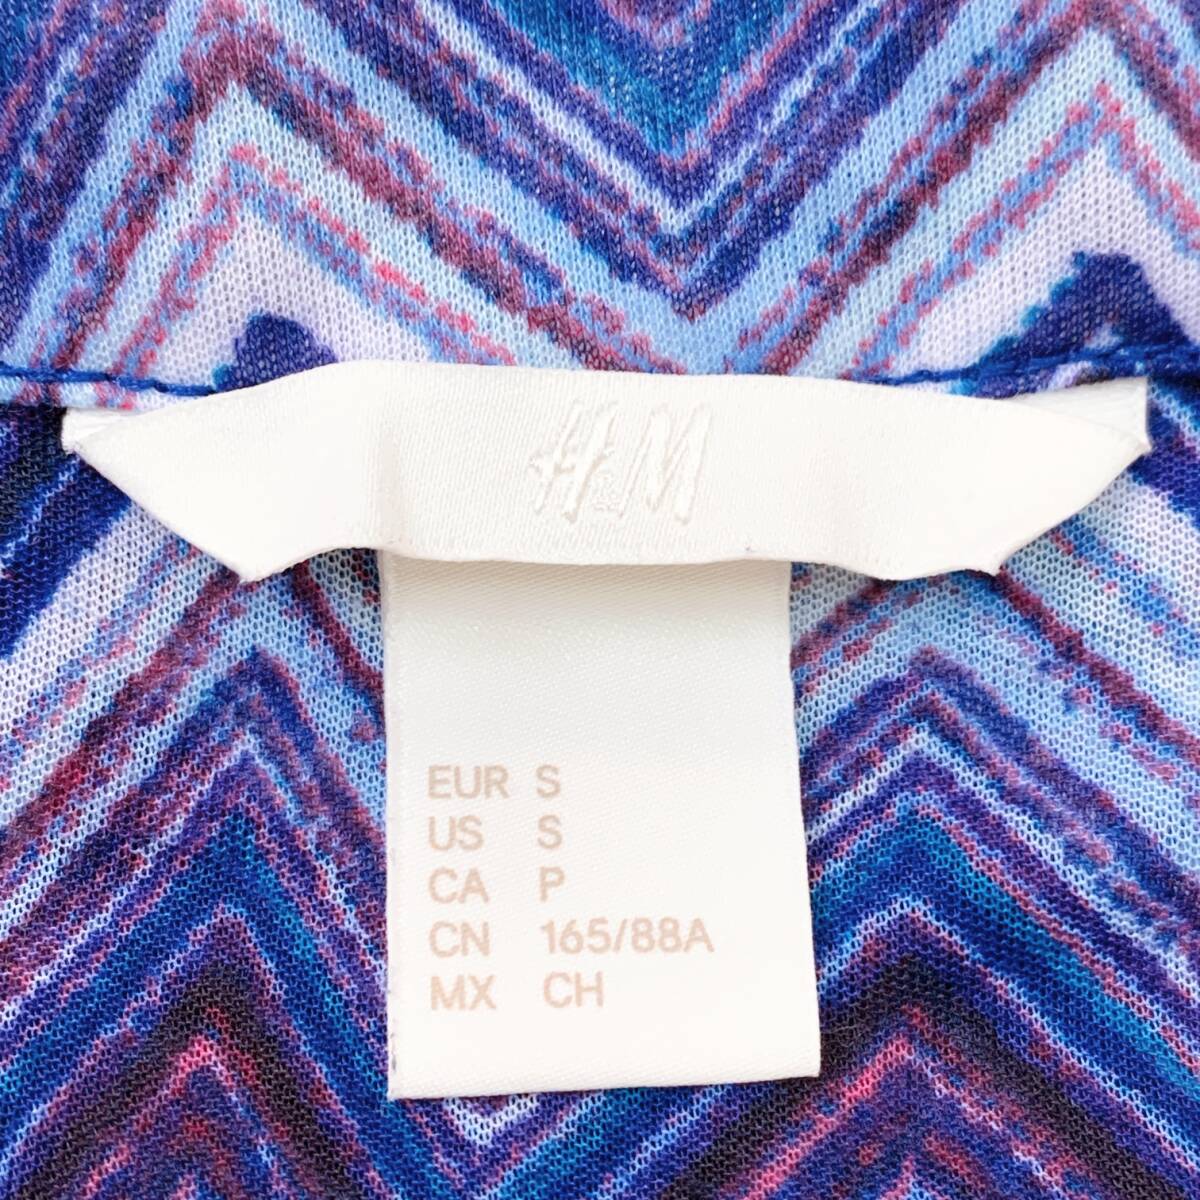 H&M
EUR S
US S
CA P
CN 165/88A
MX CH